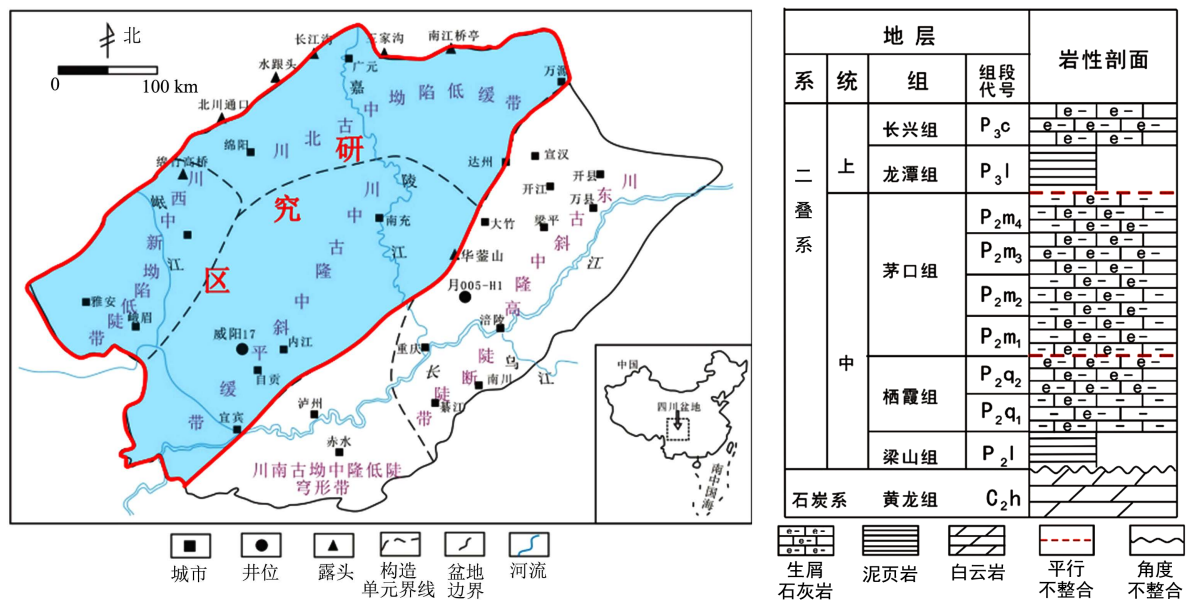 北
0
100 km
长江沟
王家沟
南江桥亭
水跟头
广元
万源
北川通口
绵阳
绵竹高桥
川北古中坳陷低缓带
嘉陵江
研究区
达州
宣汉
开县
开江
万县
梁平
大竹
南充
华蓥山
月005-H1
川西中新坳陷低陡带
岷江
雅安
峨眉
威阳17
内江
自贡
宜宾
川中古隆中斜平缓带
川东古斜中隆高陡断陡带
涪陵
重庆
长江
乌江
南川
綦江
泸州
赤水
川南古坳中隆低陡
穹形带
中国
四川盆地
南中国海
城市
井位
露头
构造
单元界线
盆地
边界
河流
地层
岩性剖面
系
统
组
组段
代号
二叠系
上
中
长兴组
P₃c
龙潭组
P₃l
茅口组
P₂m₄
P₂m₃
P₂m₂
P₂m₁
栖霞组
P₂q₂
P₂q₁
梁山组
P₂l
石炭系
黄龙组
C₂h
生屑
石灰岩
泥页岩
白云岩
平行
不整合
角度
不整合